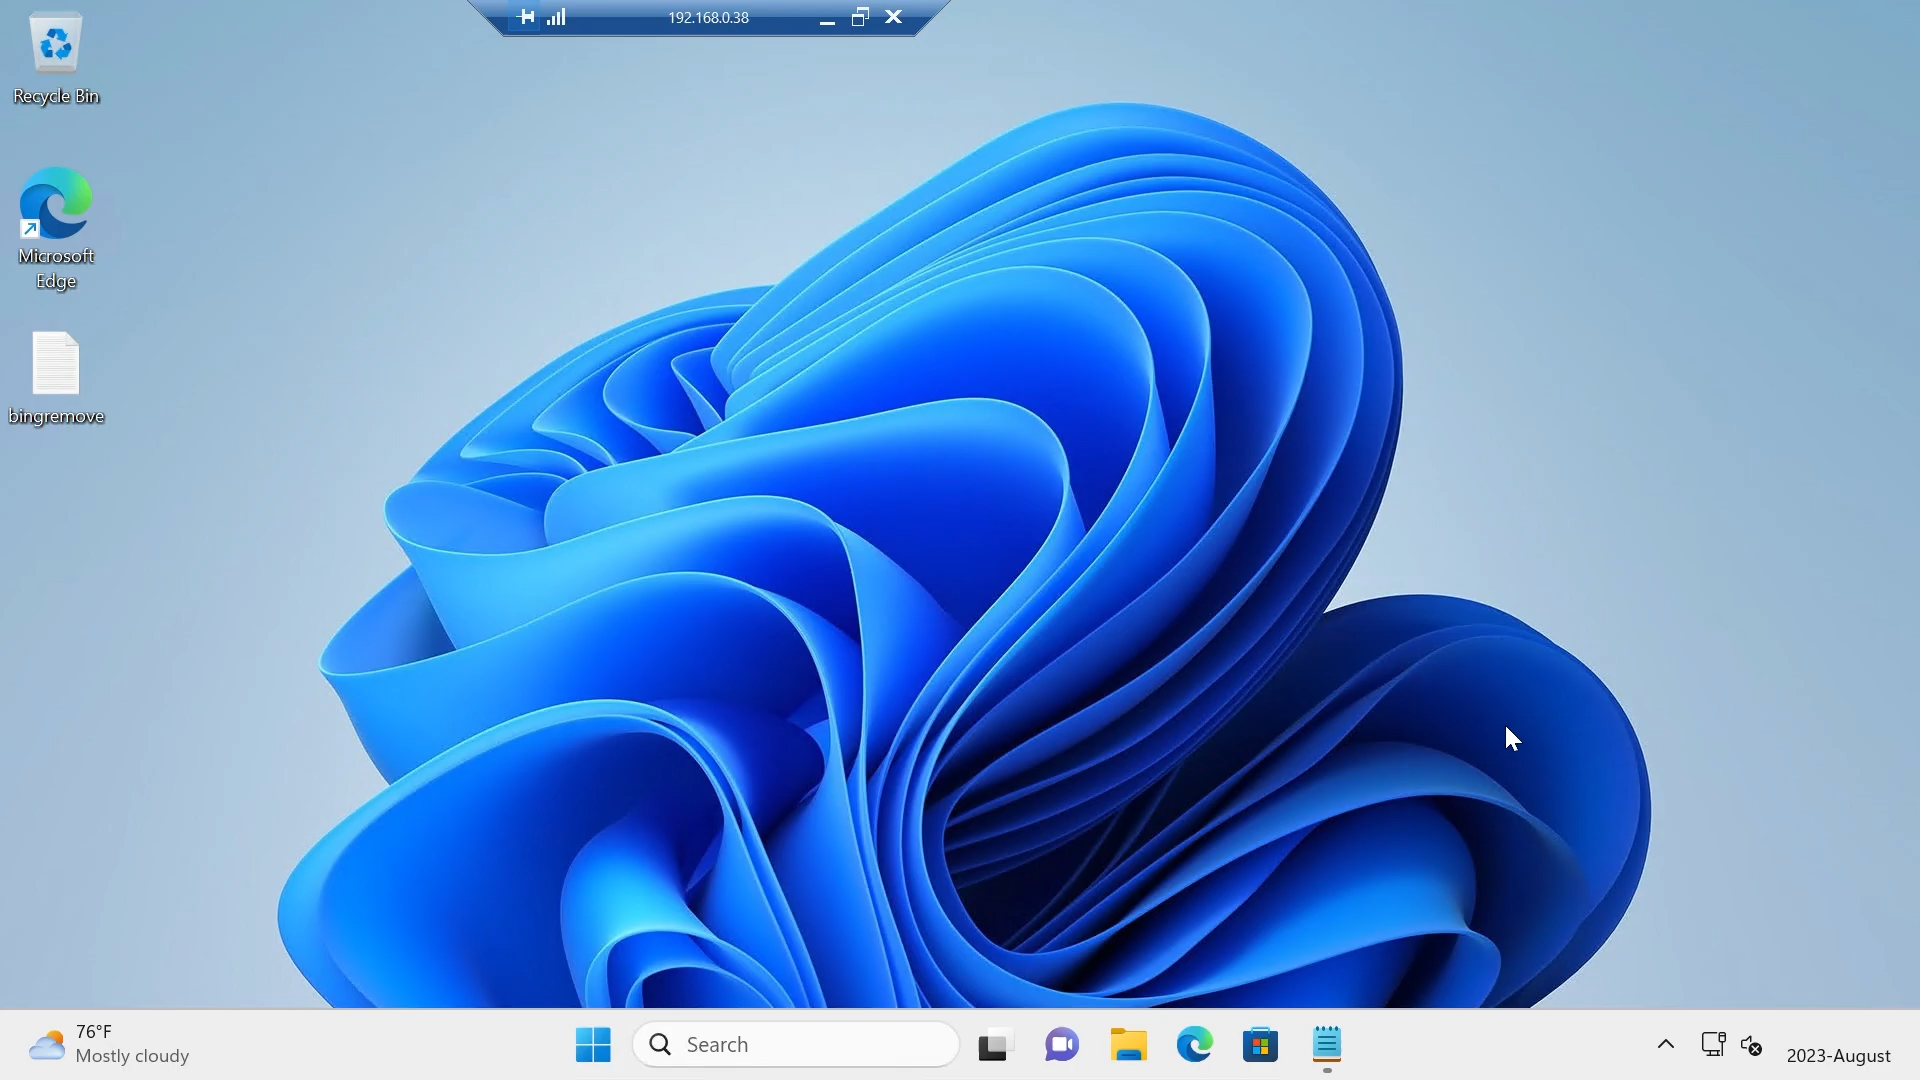 192.168.0.38
Recycle Bin
Microsoft
Edge
bingremove
76°F
Mostly cloudy
Search
2023-August